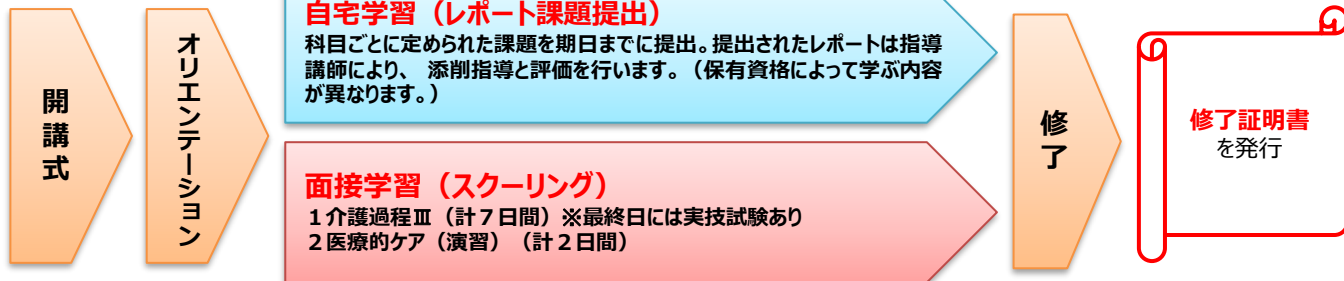 開講式
オリエンテーション
自宅学習（レポート課題提出）
科目ごとに定められた課題を期日までに提出。提出されたレポートは指導
講師により、 添削指導と評価を行います。（保有資格によって学ぶ内容
が異なります。）
面接学習（スクーリング）
１介護過程Ⅲ（計７日間）※最終日には実技試験あり
２医療的ケア（演習）（計２日間）
修了
修了証明書
を発行